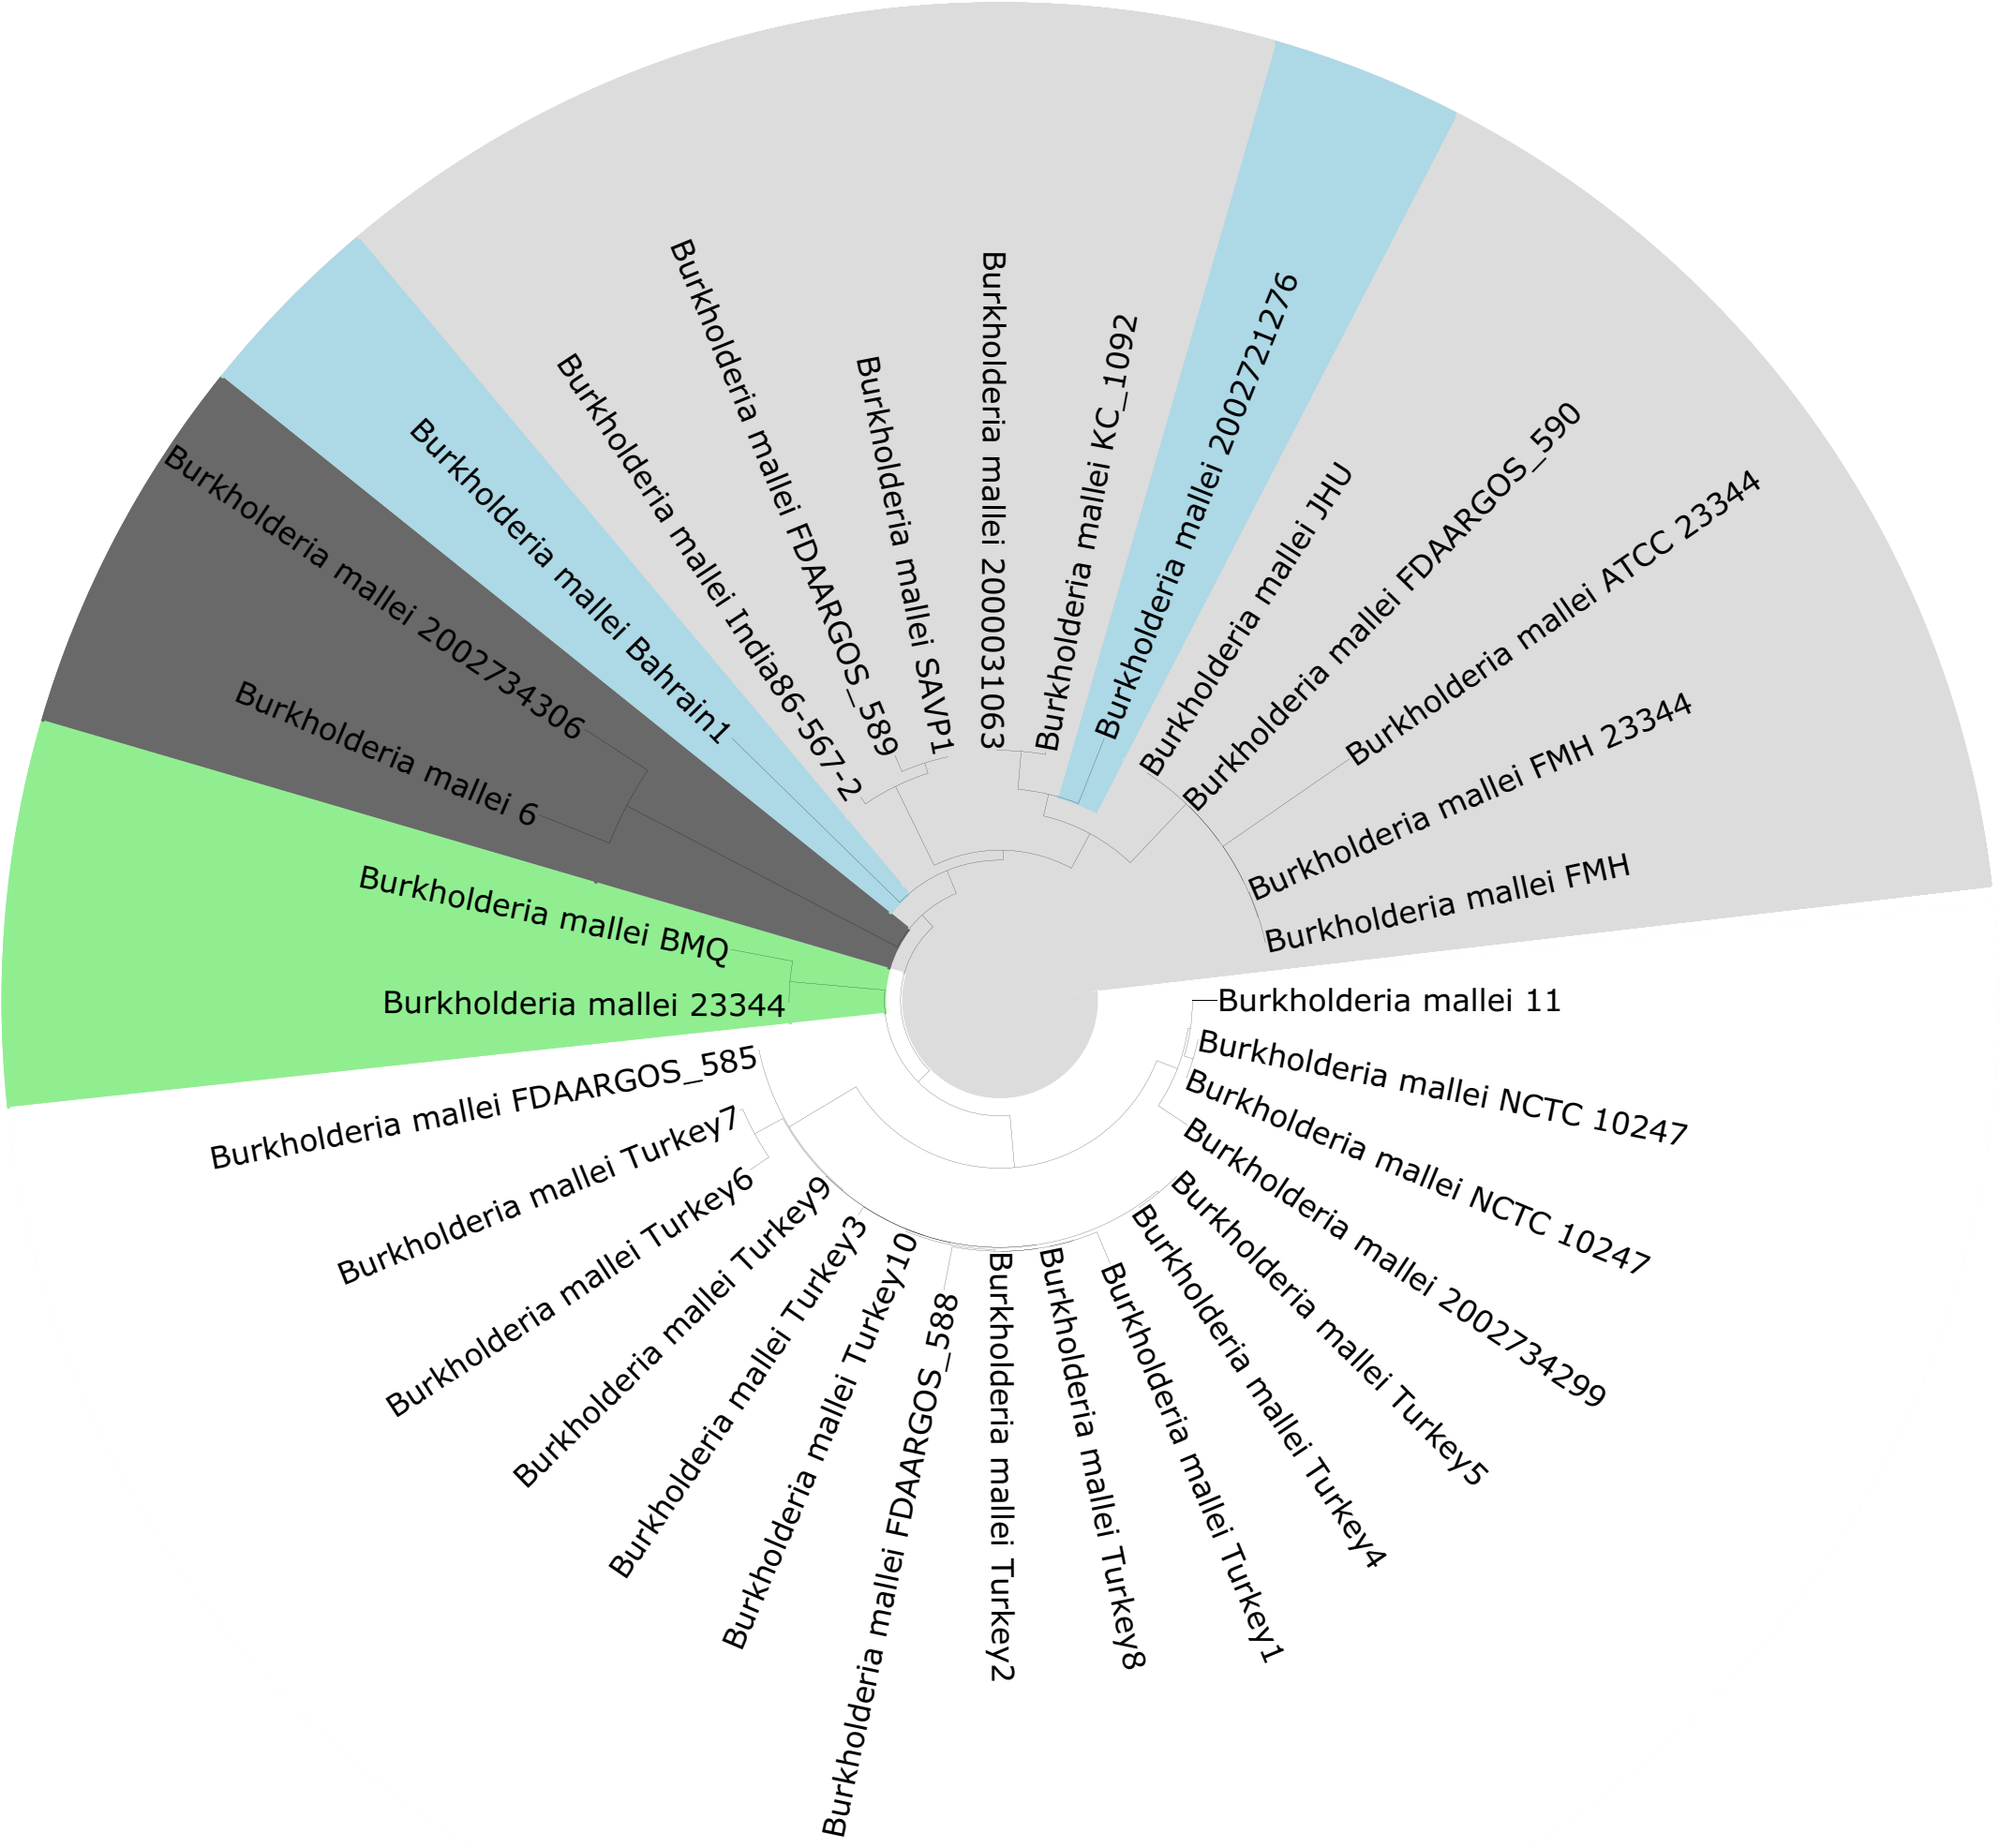 Burkholderia mallei 23344
Burkholderia mallei BMQ
Burkholderia mallei 6
Burkholderia mallei 2002734306
Burkholderia mallei Bahrain1
Burkholderia mallei India86-567-2
Burkholderia mallei FDAARGOS_589
Burkholderia mallei SAVP1
Burkholderia mallei 2000031063
Burkholderia mallei KC_1092
Burkholderia mallei 2002721276
Burkholderia mallei JHU
Burkholderia mallei FDAARGOS_590
Burkholderia mallei ATCC 23344
Burkholderia mallei FMH 23344
Burkholderia mallei FMH
Burkholderia mallei 11
Burkholderia mallei NCTC 10247
Burkholderia mallei NCTC 10247
Burkholderia mallei 2002734299
Burkholderia mallei Turkey5
Burkholderia mallei Turkey4
Burkholderia mallei Turkey1
Burkholderia mallei Turkey8
Burkholderia mallei Turkey2
Burkholderia mallei FDAARGOS_588
Burkholderia mallei Turkey10
Burkholderia mallei Turkey3
Burkholderia mallei Turkey9
Burkholderia mallei Turkey6
Burkholderia mallei Turkey7
Burkholderia mallei FDAARGOS_585